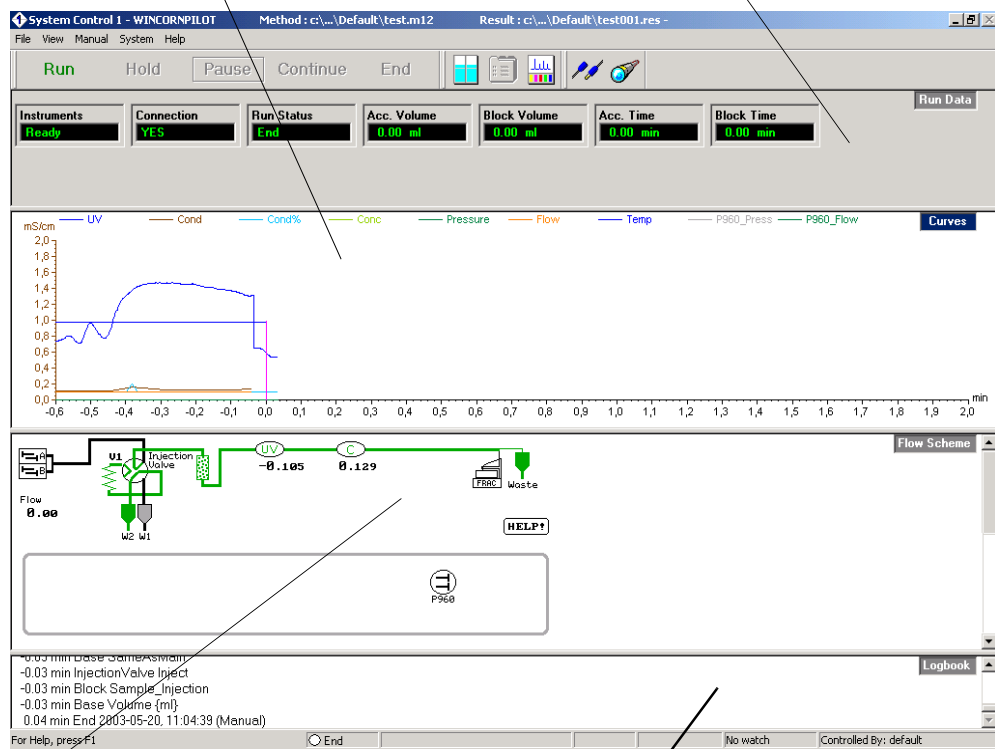 System Control 1 - WINCORNPILOT Method : c:\...\Default\test.m12 Result : c:\...\Default\test001.res -
File View Manual System Help
Run Hold Pause Continue End
Run Data
Instruments Connection Run Status Acc. Volume Block Volume Acc. Time Block Time
Ready YES End 0.00 ml 0.00 ml 0.00 min 0.00 min
mS/cm UV Cond Cond% Conc Pressure Flow Temp P960_Press P960_Flow Curves
2,0
1,8
1,6
1,4
1,2
1,0
0,8
0,6
0,4
0,2
0,0
-0,6 -0,5 -0,4 -0,3 -0,2 -0,1 0,0 0,1 0,2 0,3 0,4 0,5 0,6 0,7 0,8 0,9 1,0 1,1 1,2 1,3 1,4 1,5 1,6 1,7 1,8 1,9 2,0 min
Flow Scheme
A
B
V1 Injection Valve
UV C
-0.105 0.129
FRAC Waste
Flow
0.00
W2 W1
HELP!
P960
Logbook
-0.03 min Base SameAsMain
-0.03 min InjectionValve Inject
-0.03 min Block Sample_Injection
-0.03 min Base Volume {ml}
0.04 min End 2003-05-20, 11:04:39 (Manual)
For Help, press F1 End No watch Controlled By: default